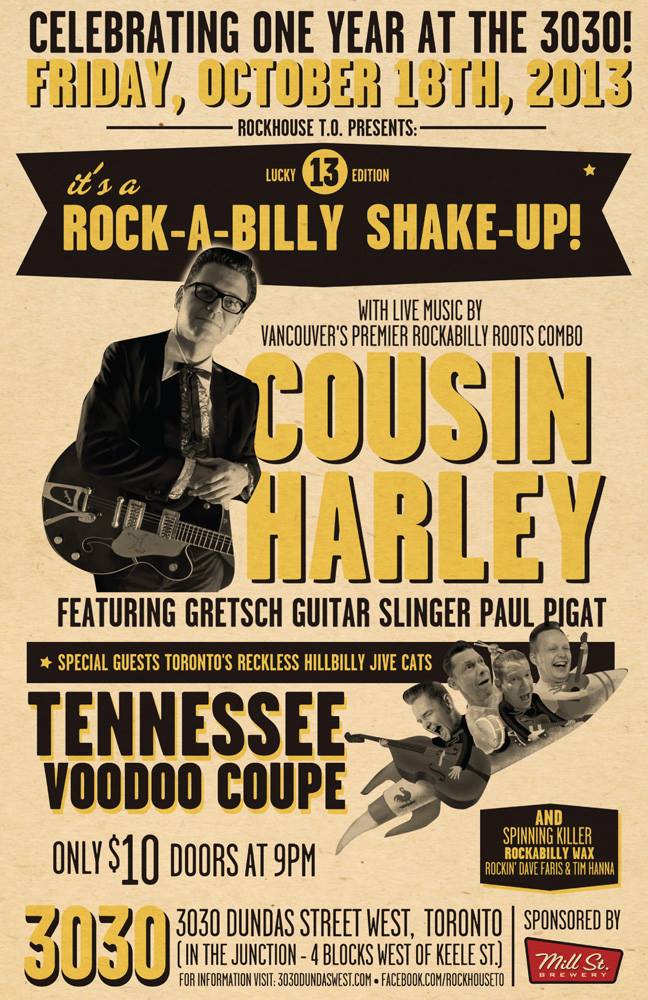 CELEBRATING ONE YEAR AT THE 3030!
FRIDAY, OCTOBER 18TH, 2013
ROCKHOUSE T.O. PRESENTS:
it's a
LUCKY 13 EDITION
ROCK-A-BILLY SHAKE-UP!
WITH LIVE MUSIC BY
VANCOUVER'S PREMIER ROCKABILLY ROOTS COMBO
COUSIN
HARLEY
FEATURING GRETSCH GUITAR SLINGER PAUL PIGAT
SPECIAL GUESTS TORONTO'S RECKLESS HILLBILLY JIVE CATS
TENNESSEE
VOODOO COUPE
ONLY $10 DOORS AT 9PM
AND
SPINNING KILLER
ROCKABILLY WAX
ROCKIN' DAVE FARIS & TIM HANNA
3030
3030 DUNDAS STREET WEST, TORONTO
(IN THE JUNCTION - 4 BLOCKS WEST OF KEELE ST.)
FOR INFORMATION VISIT: 3030DUNDASWEST.COM • FACEBOOK.COM/ROCKHOUSETO
SPONSORED BY
Mill St.
BREWERY